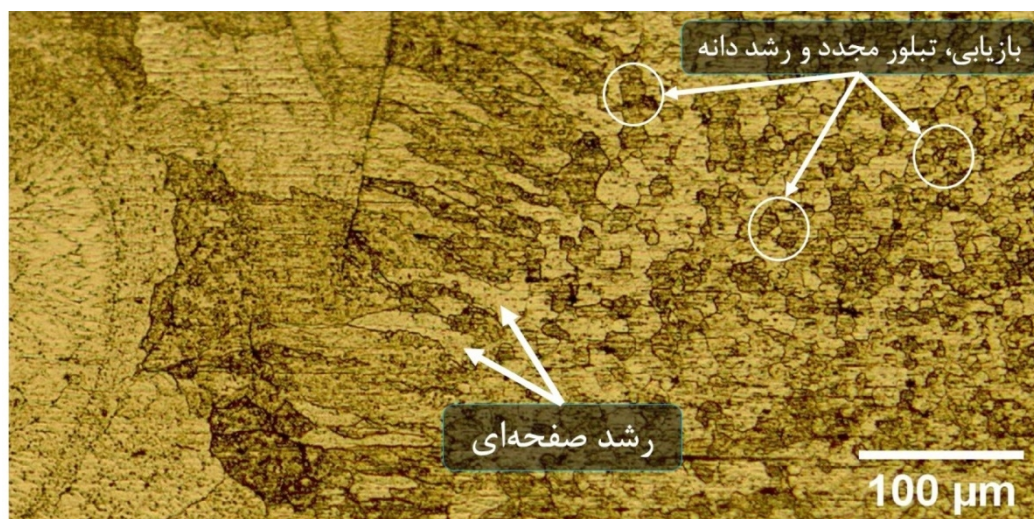 بازیابی، تبلور مجدد و رشد دانه
رشد صفحه‌ای
100 µm